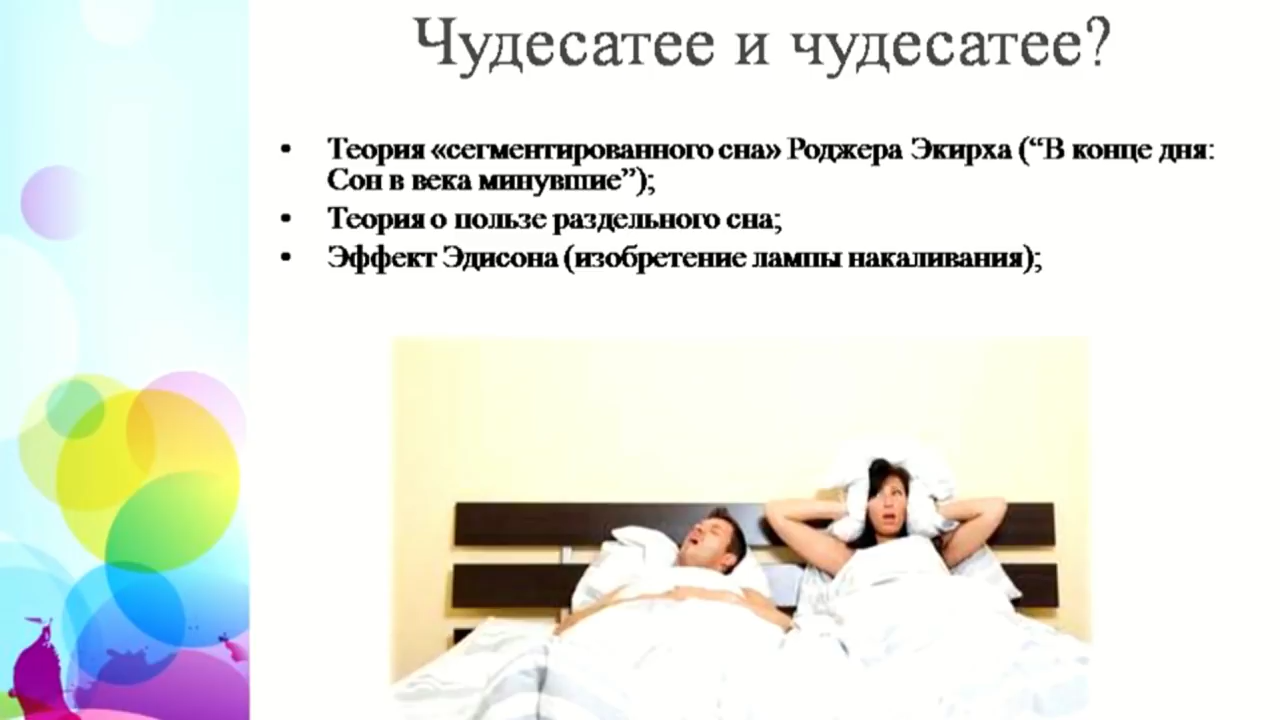 Чудесатее и чудесатее?
• Теория «сегментированного сна» Роджера Экирха (“В конце дня:
Сон в века минувшие”);
• Теория о пользе раздельного сна;
• Эффект Эдисона (изобретение лампы накаливания);